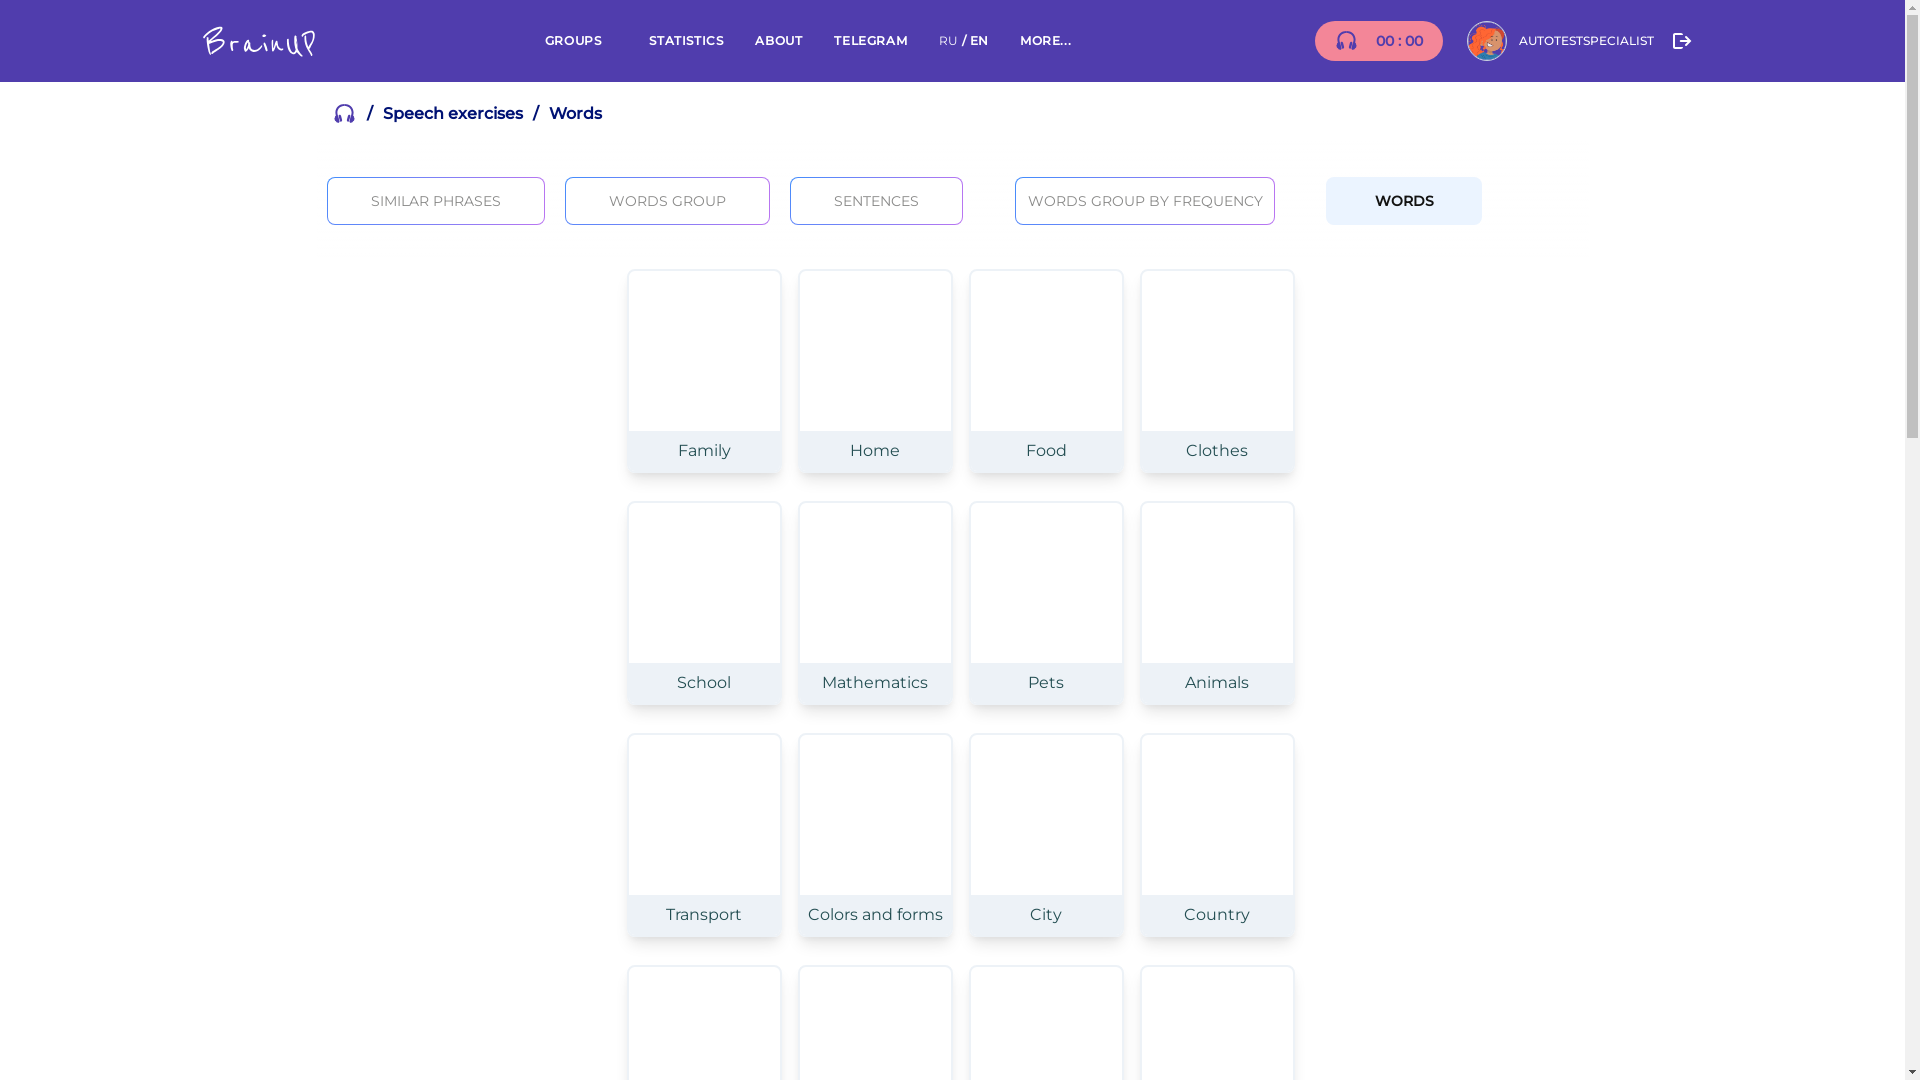 BrainUP
GROUPS STATISTICS ABOUT TELEGRAM RU / EN MORE...
00 : 00
AUTOTESTSPECIALIST
/ Speech exercises / Words
SIMILAR PHRASES
WORDS GROUP
SENTENCES
WORDS GROUP BY FREQUENCY
WORDS
Family
Home
Food
Clothes
School
Mathematics
Pets
Animals
Transport
Colors and forms
City
Country